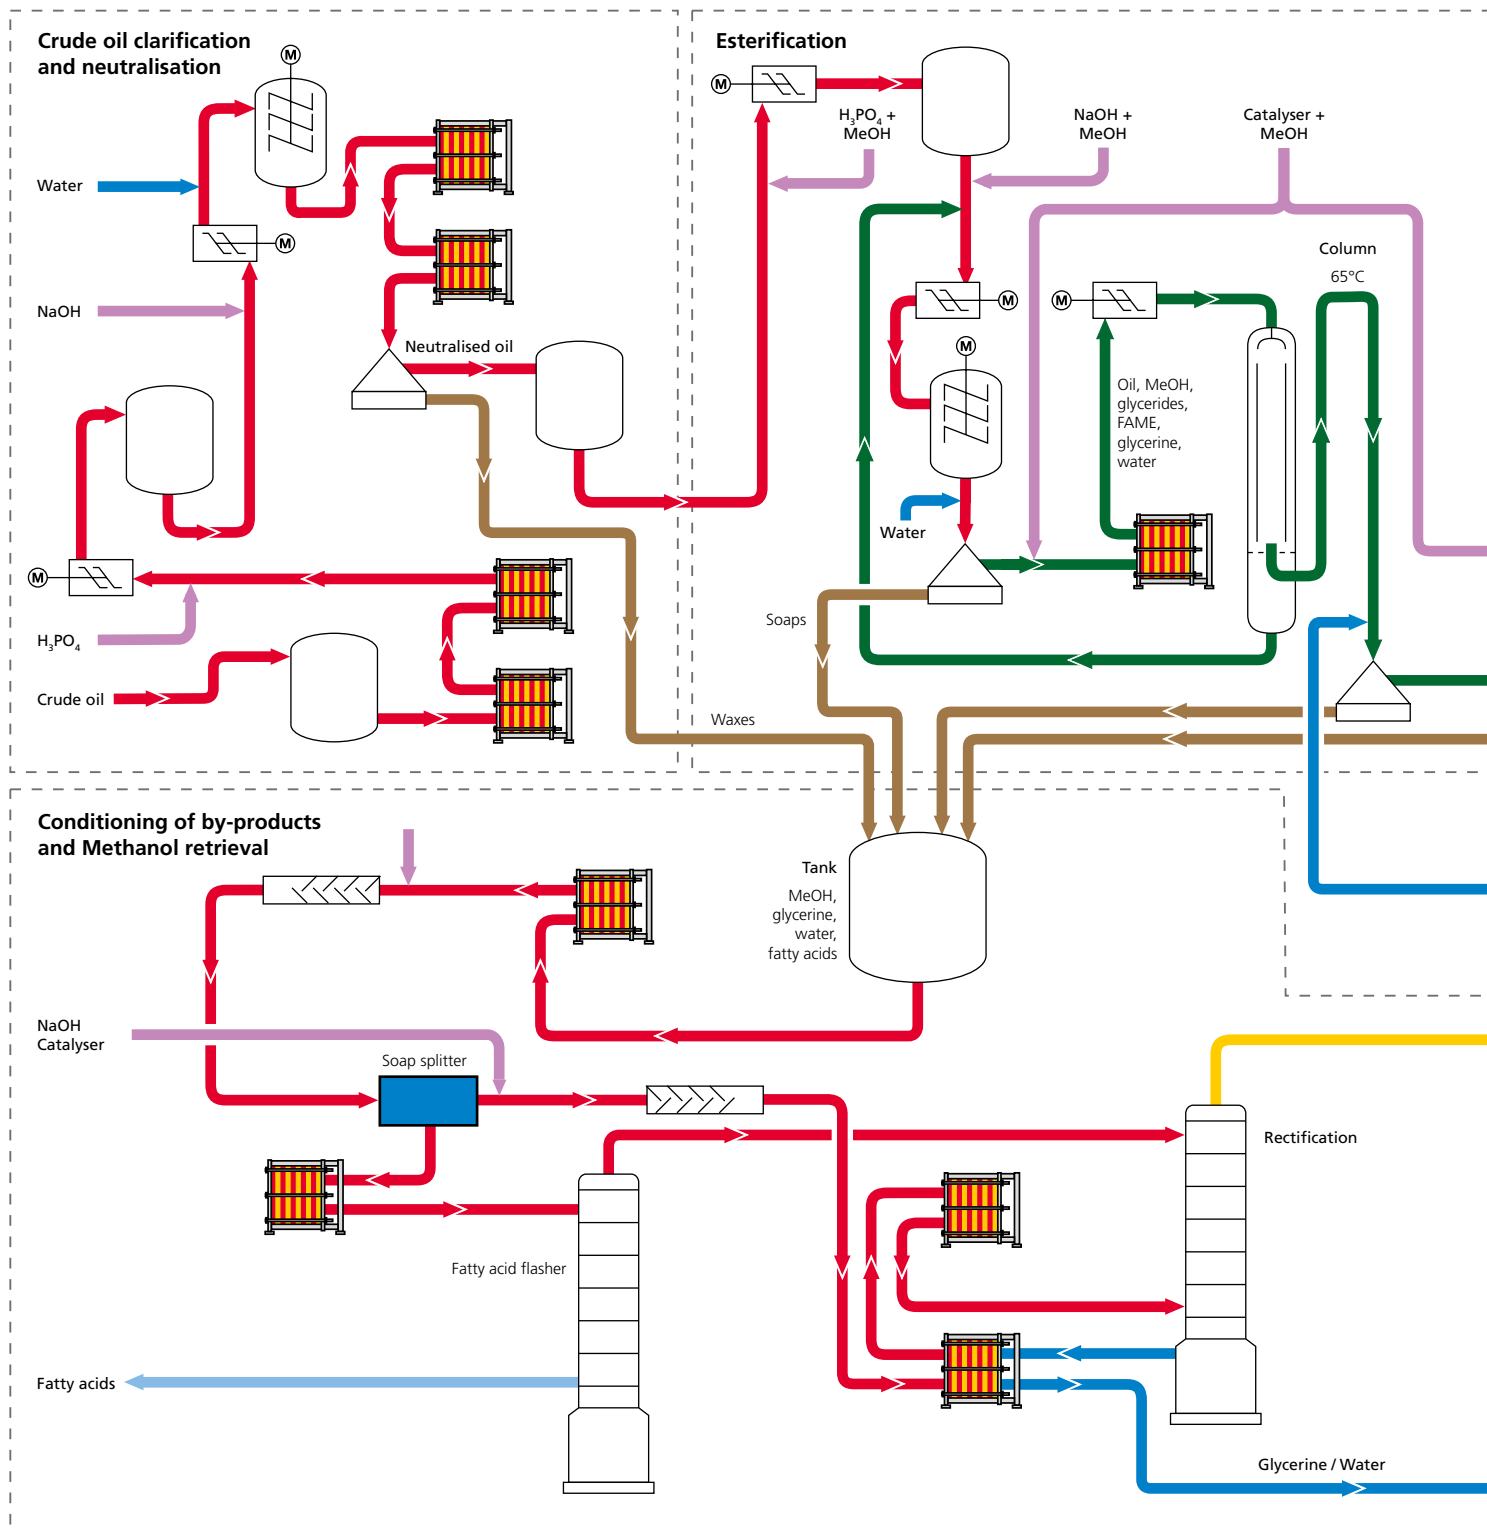 Crude oil clarification
and neutralisation
M
Water
M
NaOH
Neutralised oil
M
H₃PO₄
Crude oil
Esterification
M
H₃PO₄ +
MeOH
NaOH +
MeOH
Catalyser +
MeOH
Column
65°C
M
M
M
Oil, MeOH,
glycerides,
FAME,
glycerine,
water
Water
Soaps
Waxes
Conditioning of by-products
and Methanol retrieval
Tank
MeOH,
glycerine,
water,
fatty acids
NaOH
Catalyser
Soap splitter
Rectification
Fatty acid flasher
Fatty acids
Glycerine / Water